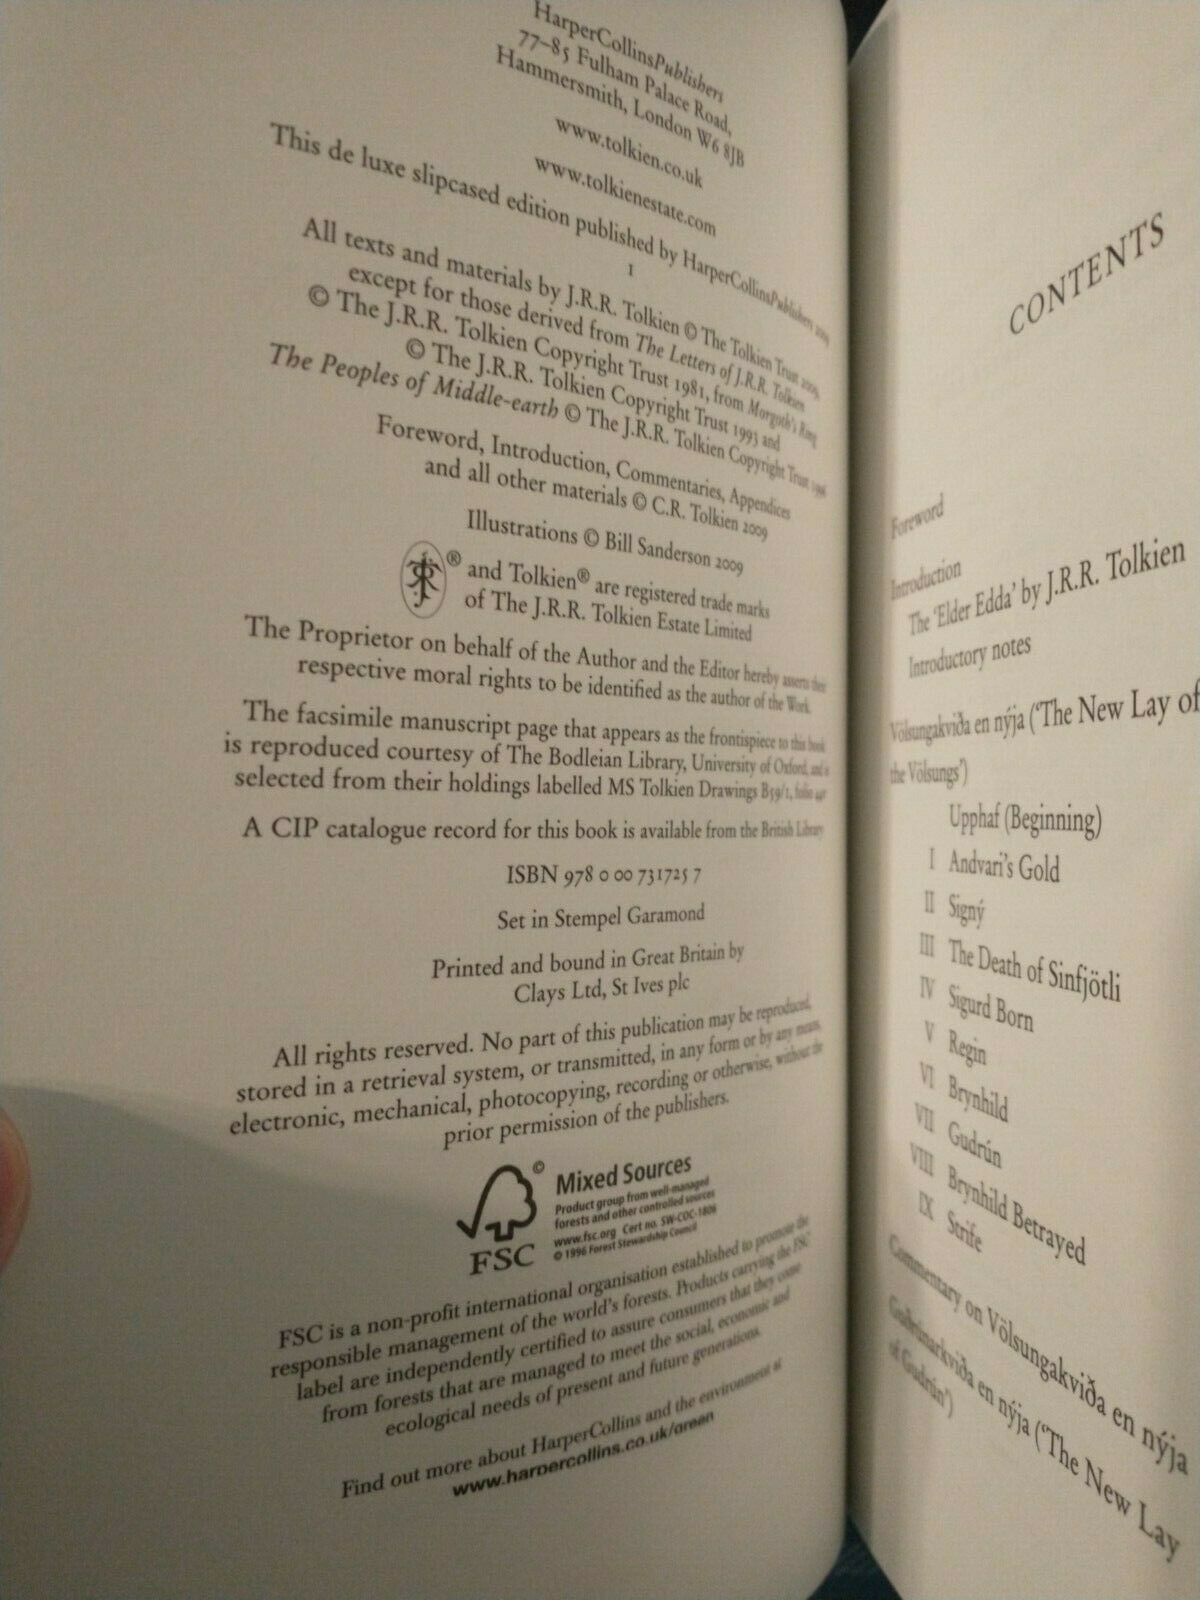 HarperCollinsPublishers
77–85 Fulham Palace Road,
Hammersmith, London W6 8JB
www.tolkien.co.uk
www.tolkienestate.com
This de luxe slipcased edition published by HarperCollinsPublishers 2009
1
All texts and materials by J.R.R. Tolkien © The Tolkien Trust 2009,
except for those derived from The Letters of J.R.R. Tolkien
© The J.R.R. Tolkien Copyright Trust 1981, from Morgoth's Ring
© The J.R.R. Tolkien Copyright Trust 1993 and
The Peoples of Middle-earth © The J.R.R. Tolkien Copyright Trust 1996
Foreword, Introduction, Commentaries, Appendices
and all other materials © C.R. Tolkien 2009
Illustrations © Bill Sanderson 2009
® and Tolkien® are registered trade marks
of The J.R.R. Tolkien Estate Limited
The Proprietor on behalf of the Author and the Editor hereby asserts their
respective moral rights to be identified as the author of the Work.
The facsimile manuscript page that appears as the frontispiece to this book
is reproduced courtesy of The Bodleian Library, University of Oxford, and is
selected from their holdings labelled MS Tolkien Drawings B59/1, folio
A CIP catalogue record for this book is available from the British Library
ISBN 978 0 00 731725 7
Set in Stempel Garamond
Printed and bound in Great Britain by
Clays Ltd, St Ives plc
All rights reserved. No part of this publication may be reproduced,
stored in a retrieval system, or transmitted, in any form or by any means,
electronic, mechanical, photocopying, recording or otherwise, without the
prior permission of the publishers.
©
FSC
Mixed Sources
Product group from well-managed
forests and other controlled sources
www.fsc.org Cert no. SW-COC-1806
© 1996 Forest Stewardship Council
FSC is a non-profit international organisation established to promote the
responsible management of the world's forests. Products carrying the FSC
label are independently certified to assure consumers that they come
from forests that are managed to meet the social, economic and
ecological needs of present and future generations.
Find out more about HarperCollins and the environment at
www.harpercollins.co.uk/green
CONTENTS
Foreword
Introduction
The 'Elder Edda' by J.R.R. Tolkien
Introductory notes
Völsungakviða en nýja ('The New Lay of
the Völsungs')
Upphaf (Beginning)
I Andvari's Gold
II Signý
III The Death of Sinfjötli
IV Sigurd Born
V Regin
VI Brynhild
VII Gudrún
VIII Brynhild Betrayed
IX Strife
Commentary on Völsungakviða en nýja
Guðrúnarkviða en nýja ('The New Lay
of Gudrún')